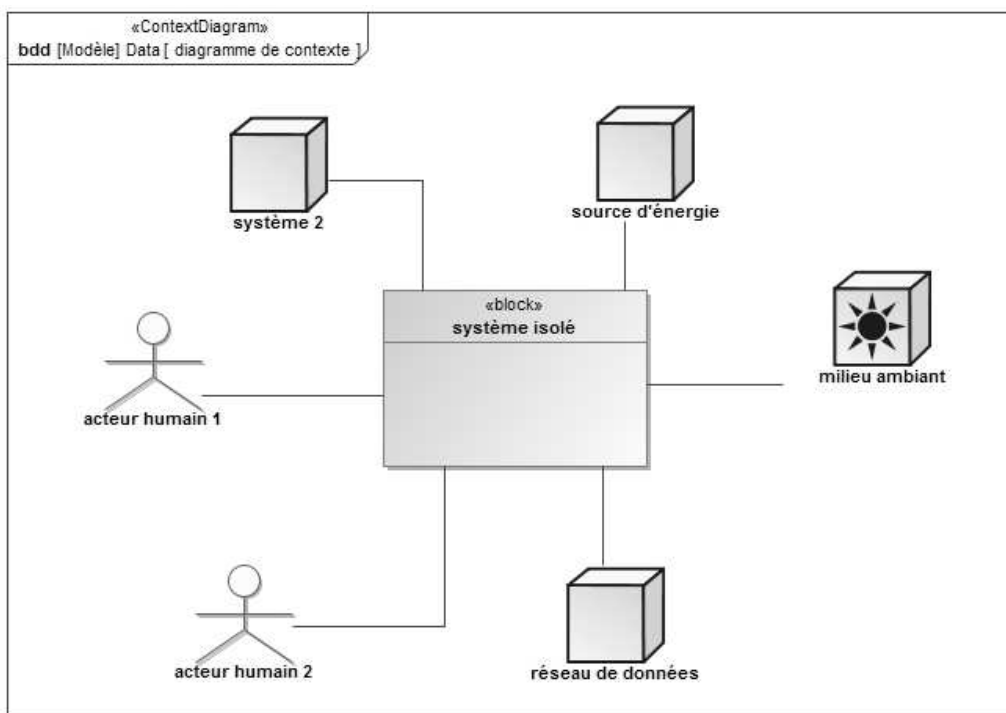 «ContextDiagram»
bdd [Modèle] Data [ diagramme de contexte ]
système 2
source d'énergie
«block»
système isolé
milieu ambiant
acteur humain 1
acteur humain 2
réseau de données